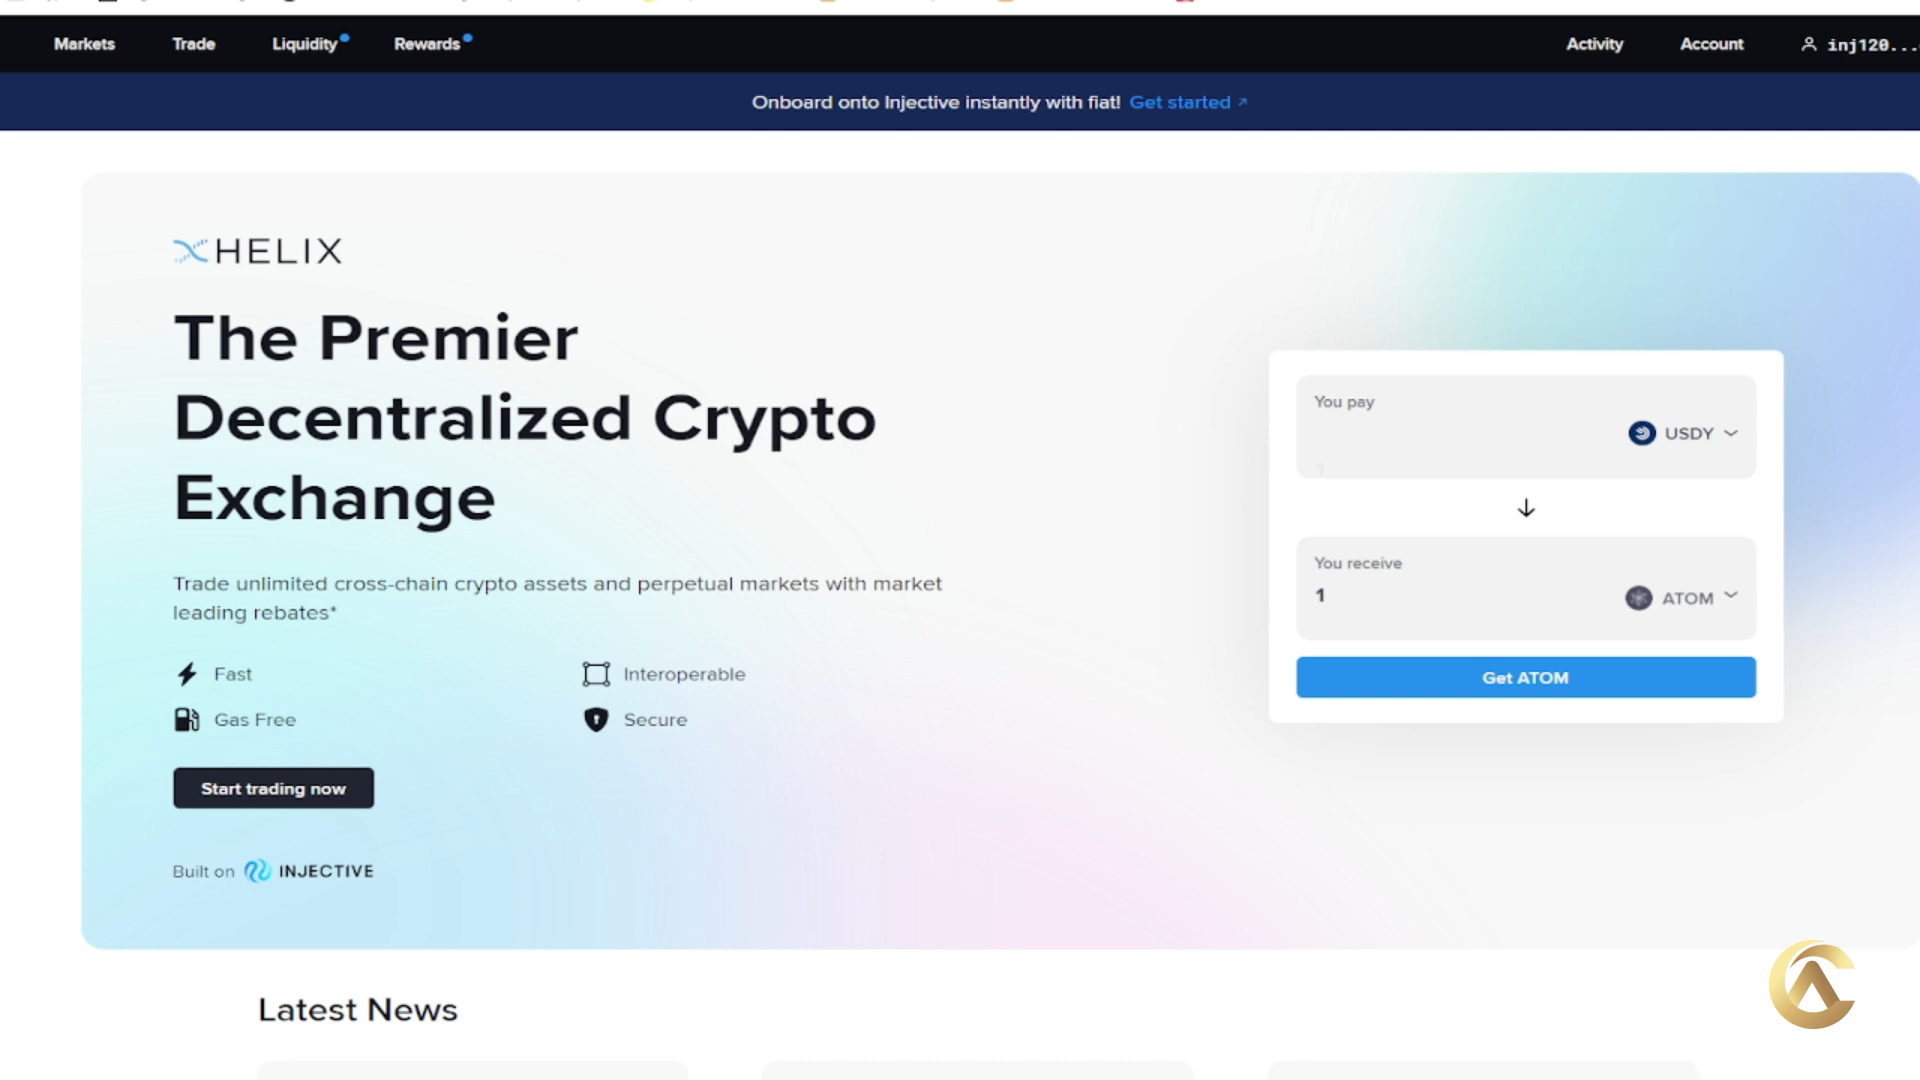 Markets Trade Liquidity Rewards Activity Account inj120...
Onboard onto Injective instantly with fiat! Get started
HELIX
The Premier
Decentralized Crypto
Exchange
Trade unlimited cross-chain crypto assets and perpetual markets with market
leading rebates*
Fast
Interoperable
Gas Free
Secure
Start trading now
Built on INJECTIVE
You pay
USDY
1
You receive
1
ATOM
Get ATOM
Latest News